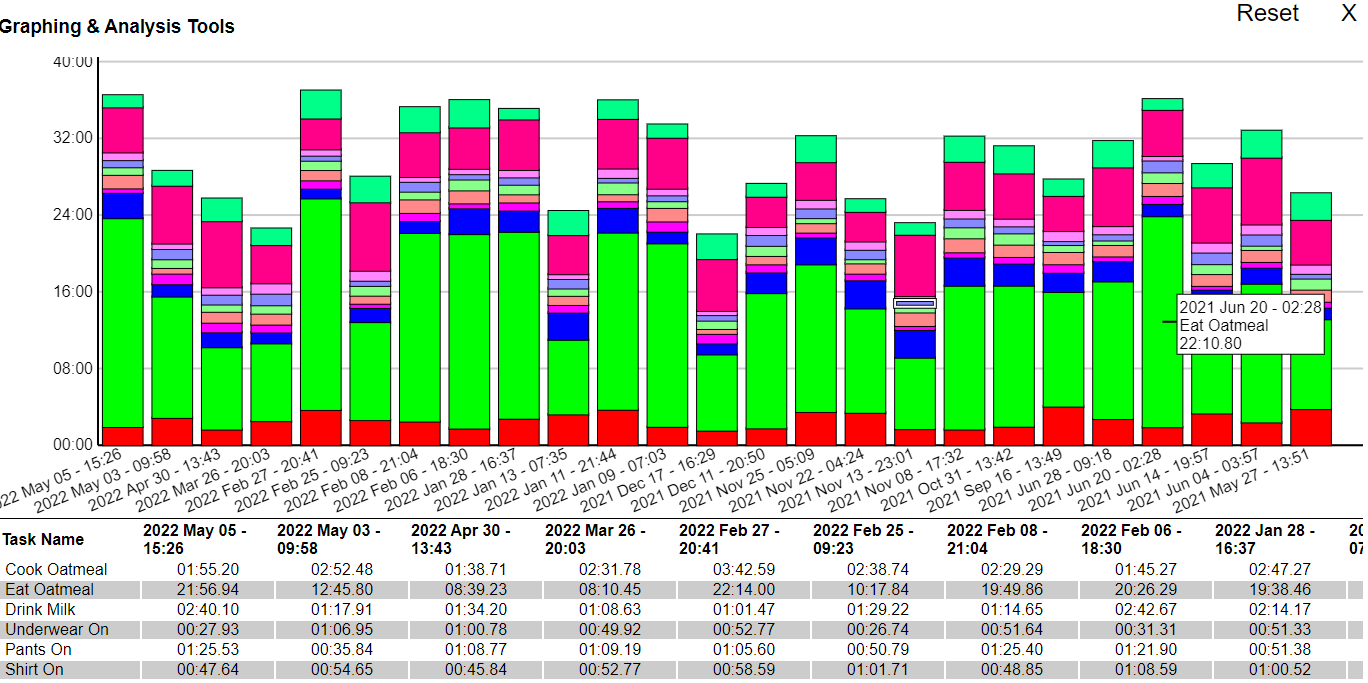 Reset X
Graphing & Analysis Tools
40:00
32:00
24:00
16:00
08:00
00:00
2021 Jun 20 - 02:28
Eat Oatmeal
22:10.80
022 May 05 - 15:26
2022 May 03 - 09:58
2022 Apr 30 - 13:43
2022 Mar 26 - 20:03
2022 Feb 27 - 20:41
2022 Feb 25 - 09:23
2022 Feb 08 - 21:04
2022 Feb 06 - 18:30
2022 Jan 28 - 16:37
2022 Jan 13 - 07:35
2022 Jan 11 - 21:44
2022 Jan 09 - 07:03
2021 Dec 17 - 16:29
2021 Dec 11 - 20:50
2021 Nov 25 - 05:09
2021 Nov 22 - 04:24
2021 Nov 13 - 23:01
2021 Nov 08 - 17:32
2021 Oct 31 - 13:42
2021 Sep 16 - 13:49
2021 Jun 28 - 09:18
2021 Jun 20 - 02:28
2021 Jun 14 - 19:57
2021 Jun 04 - 03:57
2021 May 27 - 13:51
Task Name 2022 May 05 - 15:26 2022 May 03 - 09:58 2022 Apr 30 - 13:43 2022 Mar 26 - 20:03 2022 Feb 27 - 20:41 2022 Feb 25 - 09:23 2022 Feb 08 - 21:04 2022 Feb 06 - 18:30 2022 Jan 28 - 16:37 20 07
Cook Oatmeal 01:55.20 02:52.48 01:38.71 02:31.78 03:42.59 02:38.74 02:29.29 01:45.27 02:47.27
Eat Oatmeal 21:56.94 12:45.80 08:39.23 08:10.45 22:14.00 10:17.84 19:49.86 20:26.29 19:38.46
Drink Milk 02:40.10 01:17.91 01:34.20 01:08.63 01:01.47 01:29.22 01:14.65 02:42.67 02:14.17
Underwear On 00:27.93 01:06.95 01:00.78 00:49.92 00:52.77 00:26.74 00:51.64 00:31.31 00:51.33
Pants On 01:25.53 00:35.84 01:08.77 01:09.19 01:05.60 00:50.79 01:25.40 01:21.90 00:51.38
Shirt On 00:47.64 00:54.65 00:45.84 00:52.77 00:58.59 01:01.71 00:48.85 01:08.59 01:00.52